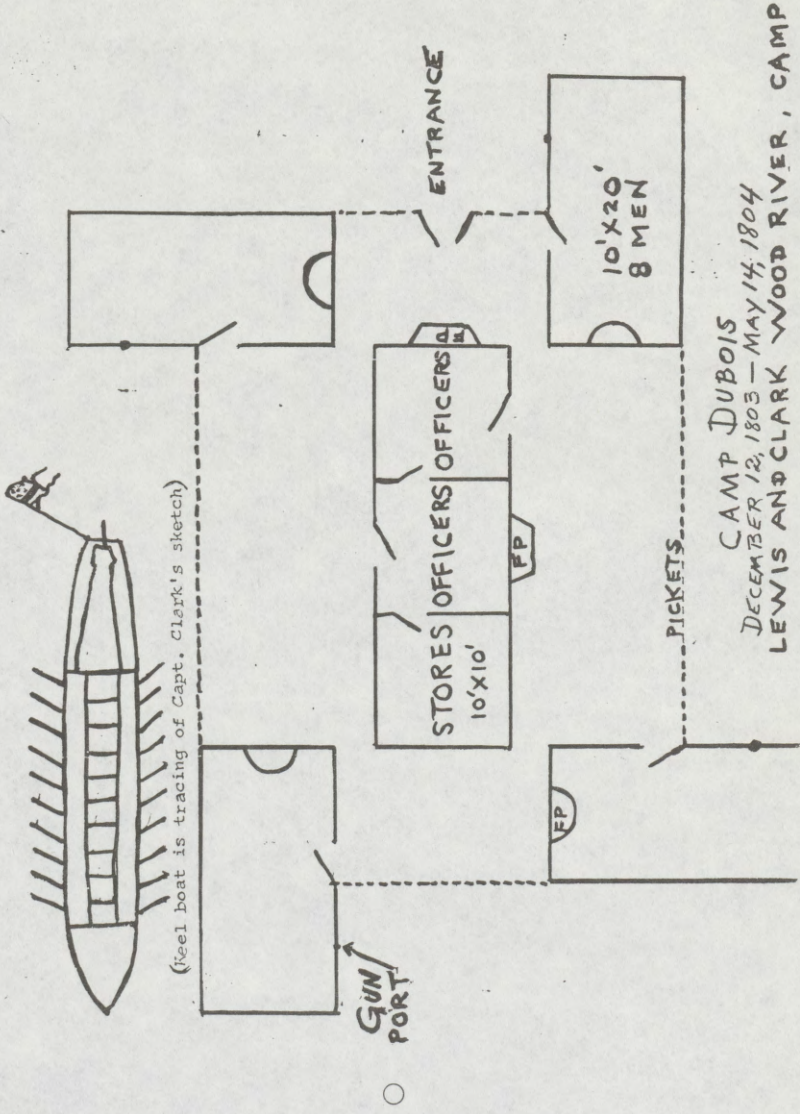 (Keel boat is tracing of Capt. Clark's sketch)
GUN
PORT
STORES
10'X10'
OFFICERS
OFFICERS
FP
ENTRANCE
FP
10'X20'
8 MEN
PICKETS
CAMP DUBOIS
DECEMBER 12, 1803 — MAY 14, 1804
LEWIS AND CLARK WOOD RIVER, CAMP